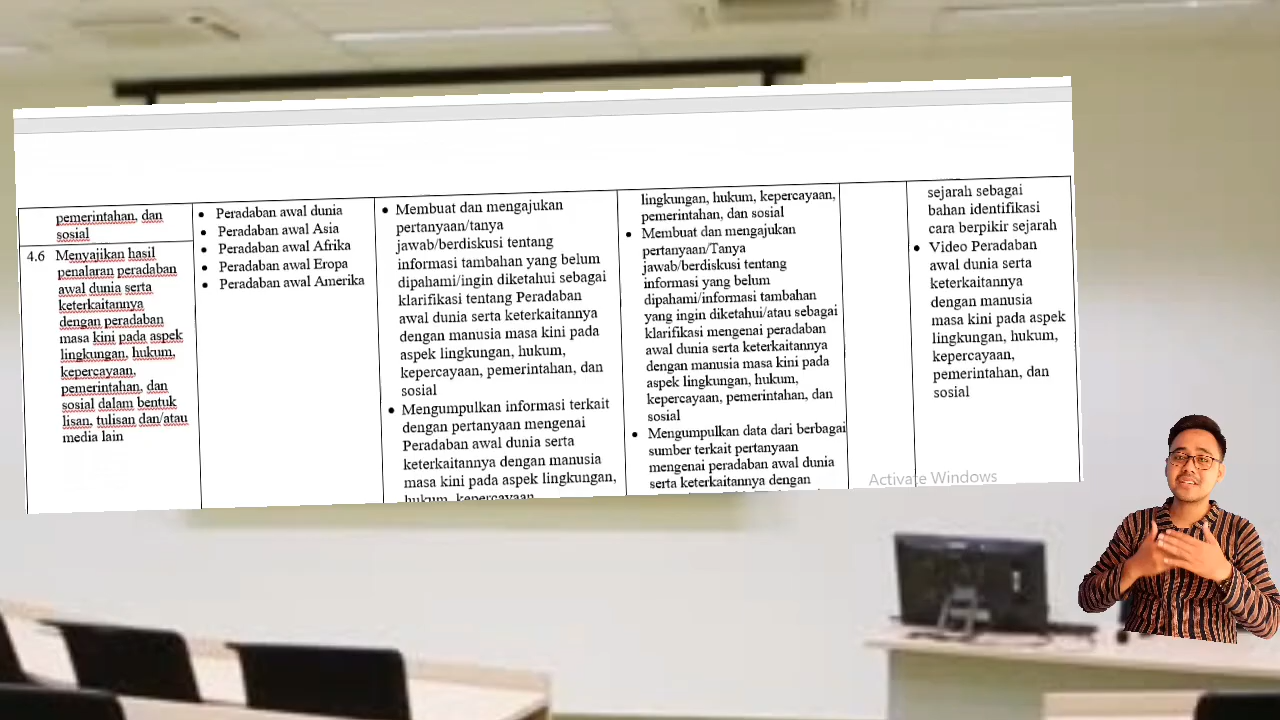 pemerintahan, dan
sosial
4.6 Menyajikan hasil
penalaran peradaban
awal dunia serta
keterkaitannya
dengan peradaban
masa kini pada aspek
lingkungan, hukum,
kepercayaan,
pemerintahan, dan
sosial dalam bentuk
lisan, tulisan dan/atau
media lain
• Peradaban awal dunia
• Peradaban awal Asia
• Peradaban awal Afrika
• Peradaban awal Eropa
• Peradaban awal Amerika
• Membuat dan mengajukan
pertanyaan/tanya
jawab/berdiskusi tentang
informasi tambahan yang belum
dipahami/ingin diketahui sebagai
klarifikasi tentang Peradaban
awal dunia serta keterkaitannya
dengan manusia masa kini pada
aspek lingkungan, hukum,
kepercayaan, pemerintahan, dan
sosial
• Mengumpulkan informasi terkait
dengan pertanyaan mengenai
Peradaban awal dunia serta
keterkaitannya dengan manusia
masa kini pada aspek lingkungan,
hukum, kepercayaan,
lingkungan, hukum, kepercayaan,
pemerintahan, dan sosial
• Membuat dan mengajukan
pertanyaan/Tanya
jawab/berdiskusi tentang
informasi yang belum
dipahami/informasi tambahan
yang ingin diketahui/atau sebagai
klarifikasi mengenai peradaban
awal dunia serta keterkaitannya
dengan manusia masa kini pada
aspek lingkungan, hukum,
kepercayaan, pemerintahan, dan
sosial
• Mengumpulkan data dari berbagai
sumber terkait pertanyaan
mengenai peradaban awal dunia
serta keterkaitannya dengan
sejarah sebagai
bahan identifikasi
cara berpikir sejarah
• Video Peradaban
awal dunia serta
keterkaitannya
dengan manusia
masa kini pada aspek
lingkungan, hukum,
kepercayaan,
pemerintahan, dan
sosial
Activate Windows